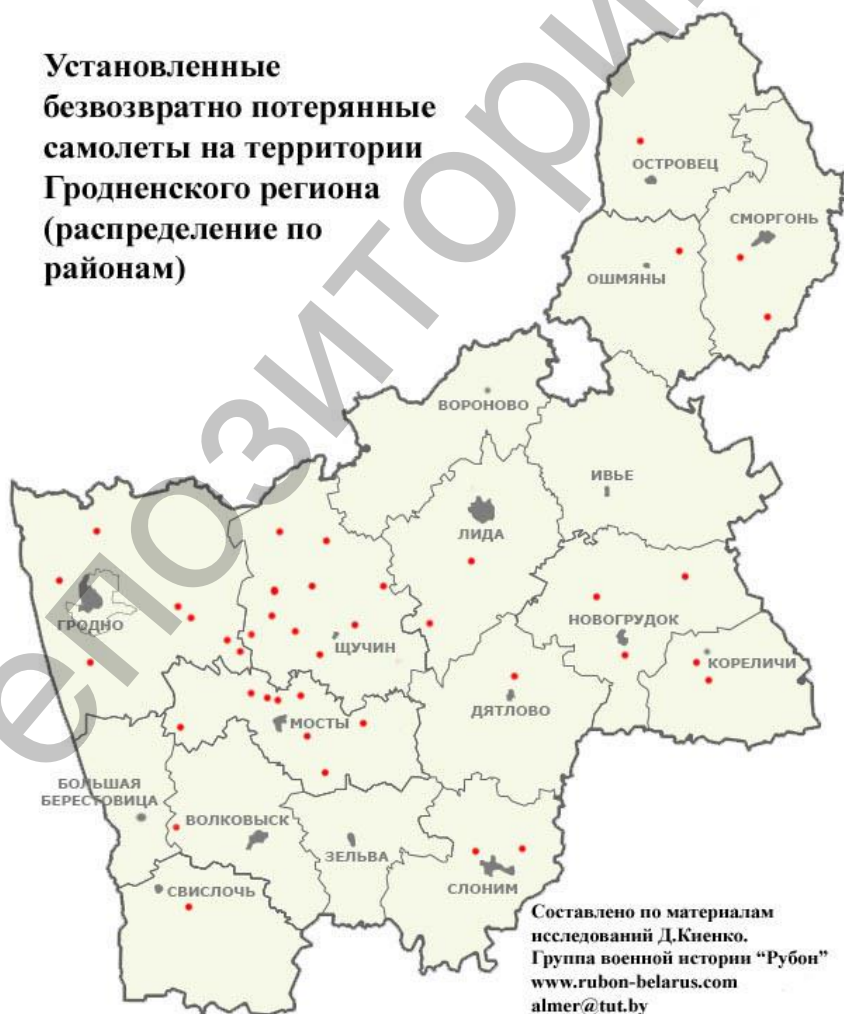 Установленные
безвозвратно потерянные
самолеты на территории
Гродненского региона
(распределение по
районам)
ОСТРОВЕЦ
СМОРГОНЬ
ОШМЯНЫ
ВОРОНОВО
ИВЬЕ
ЛИДА
ГРОДНО
ЩУЧИН
НОВОГРУДОК
КОРЕЛИЧИ
ДЯТЛОВО
МОСТЫ
БОЛЬШАЯ
БЕРЕСТОВИЦА
ВОЛКОВЫСК
ЗЕЛЬВА
СЛОНИМ
СВИСЛОЧЬ
Составлено по материалам
исследований Д.Киенко.
Группа военной истории “Рубон”
www.rubon-belarus.com
almer@tut.by
епозитори